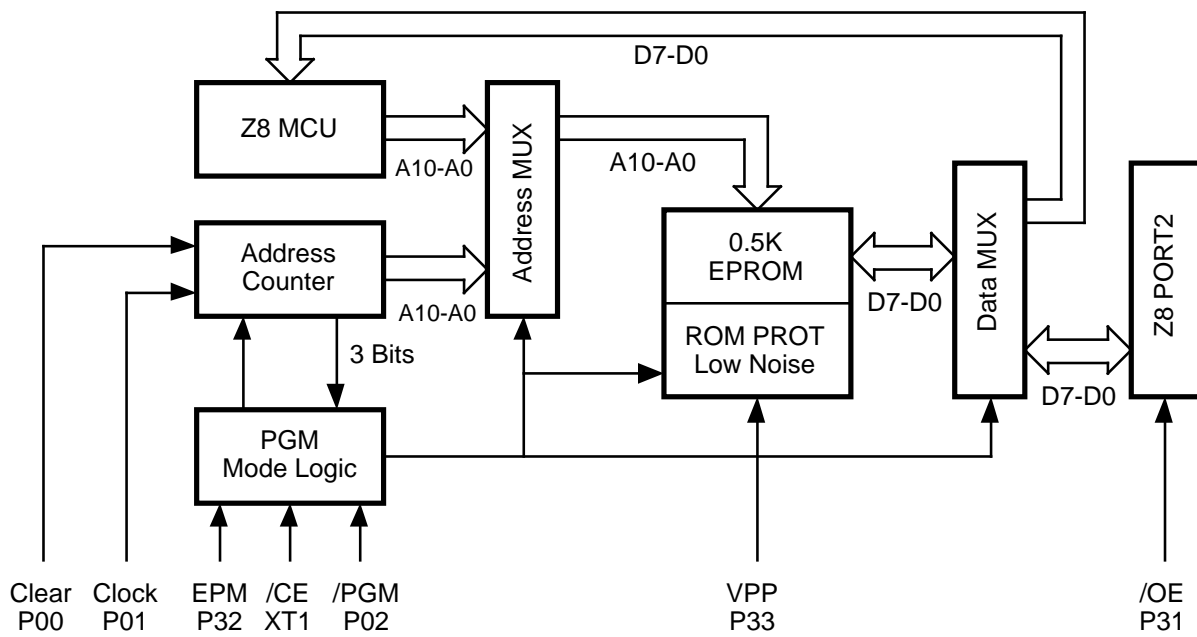 D7-D0
Z8 MCU
A10-A0
Address MUX
A10-A0
Address
Counter
A10-A0
3 Bits
0.5K
EPROM
ROM PROT
Low Noise
D7-D0
Data MUX
D7-D0
Z8 PORT2
PGM
Mode Logic
Clear
P00
Clock
P01
EPM
P32
/CE
XT1
/PGM
P02
VPP
P33
/OE
P31